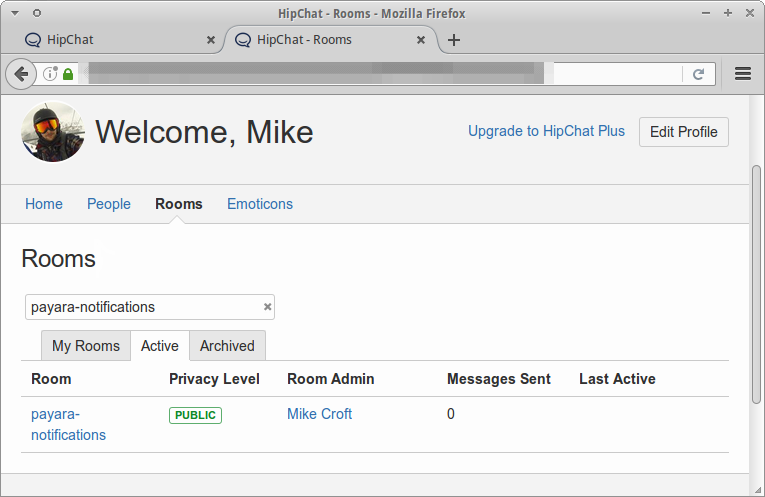 HipChat - Rooms - Mozilla Firefox
HipChat
HipChat - Rooms
Welcome, Mike
Upgrade to HipChat Plus
Edit Profile
Home People Rooms Emoticons
Rooms
payara-notifications
My Rooms Active Archived
Room Privacy Level Room Admin Messages Sent Last Active
payara-
notifications PUBLIC Mike Croft 0